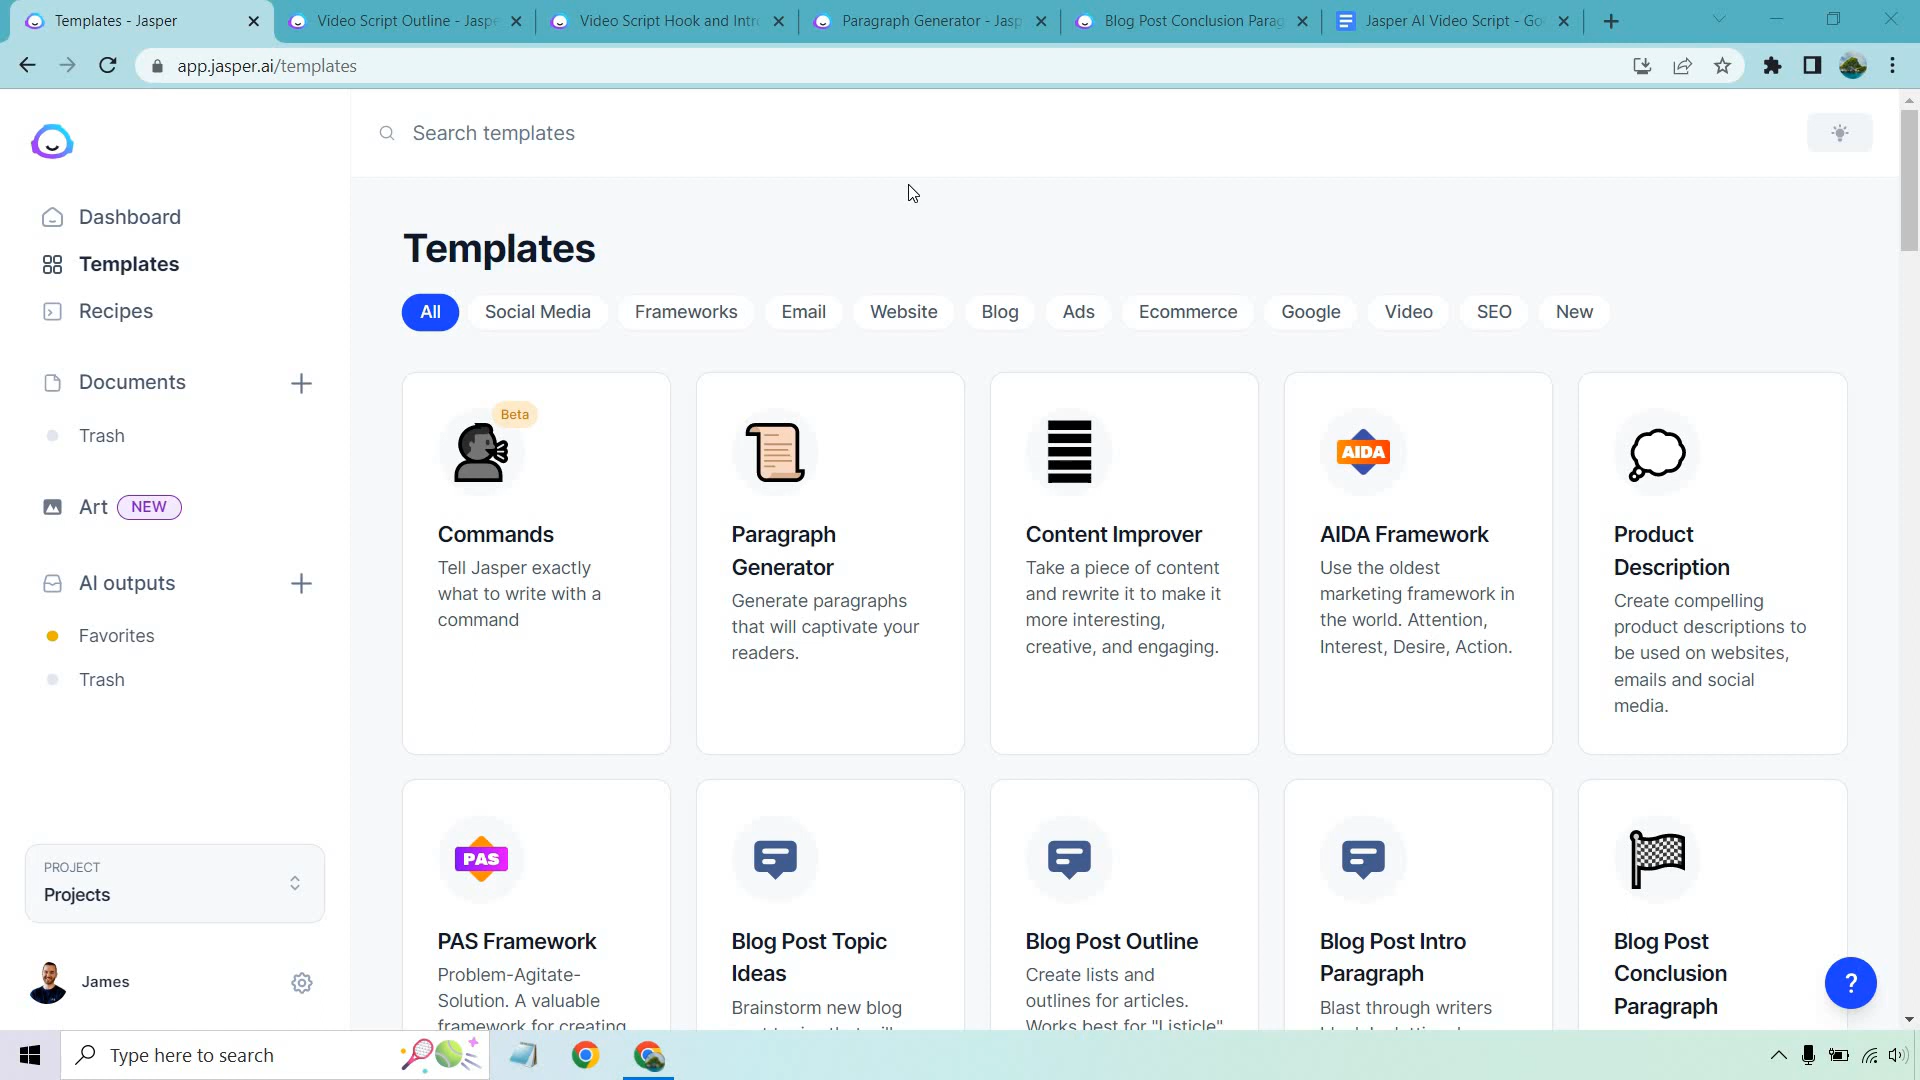 Templates - Jasper
Video Script Outline - Jaspe
Video Script Hook and Intr
Paragraph Generator - Jasp
Blog Post Conclusion Parag
Jasper AI Video Script - Go
app.jasper.ai/templates
Search templates
Dashboard
Templates
Recipes
Documents
Trash
Art NEW
AI outputs
Favorites
Trash
PROJECT
Projects
James
Templates
All
Social Media
Frameworks
Email
Website
Blog
Ads
Ecommerce
Google
Video
SEO
New
Beta
Commands
Tell Jasper exactly
what to write with a
command
Paragraph
Generator
Generate paragraphs
that will captivate your
readers.
Content Improver
Take a piece of content
and rewrite it to make it
more interesting,
creative, and engaging.
AIDA
AIDA Framework
Use the oldest
marketing framework in
the world. Attention,
Interest, Desire, Action.
Product
Description
Create compelling
product descriptions to
be used on websites,
emails and social
media.
PAS
PAS Framework
Problem-Agitate-
Solution. A valuable
framework for creating
Blog Post Topic
Ideas
Brainstorm new blog
Blog Post Outline
Create lists and
outlines for articles.
Works best for "Listicle"
Blog Post Intro
Paragraph
Blast through writers
Blog Post
Conclusion
Paragraph
?
Type here to search